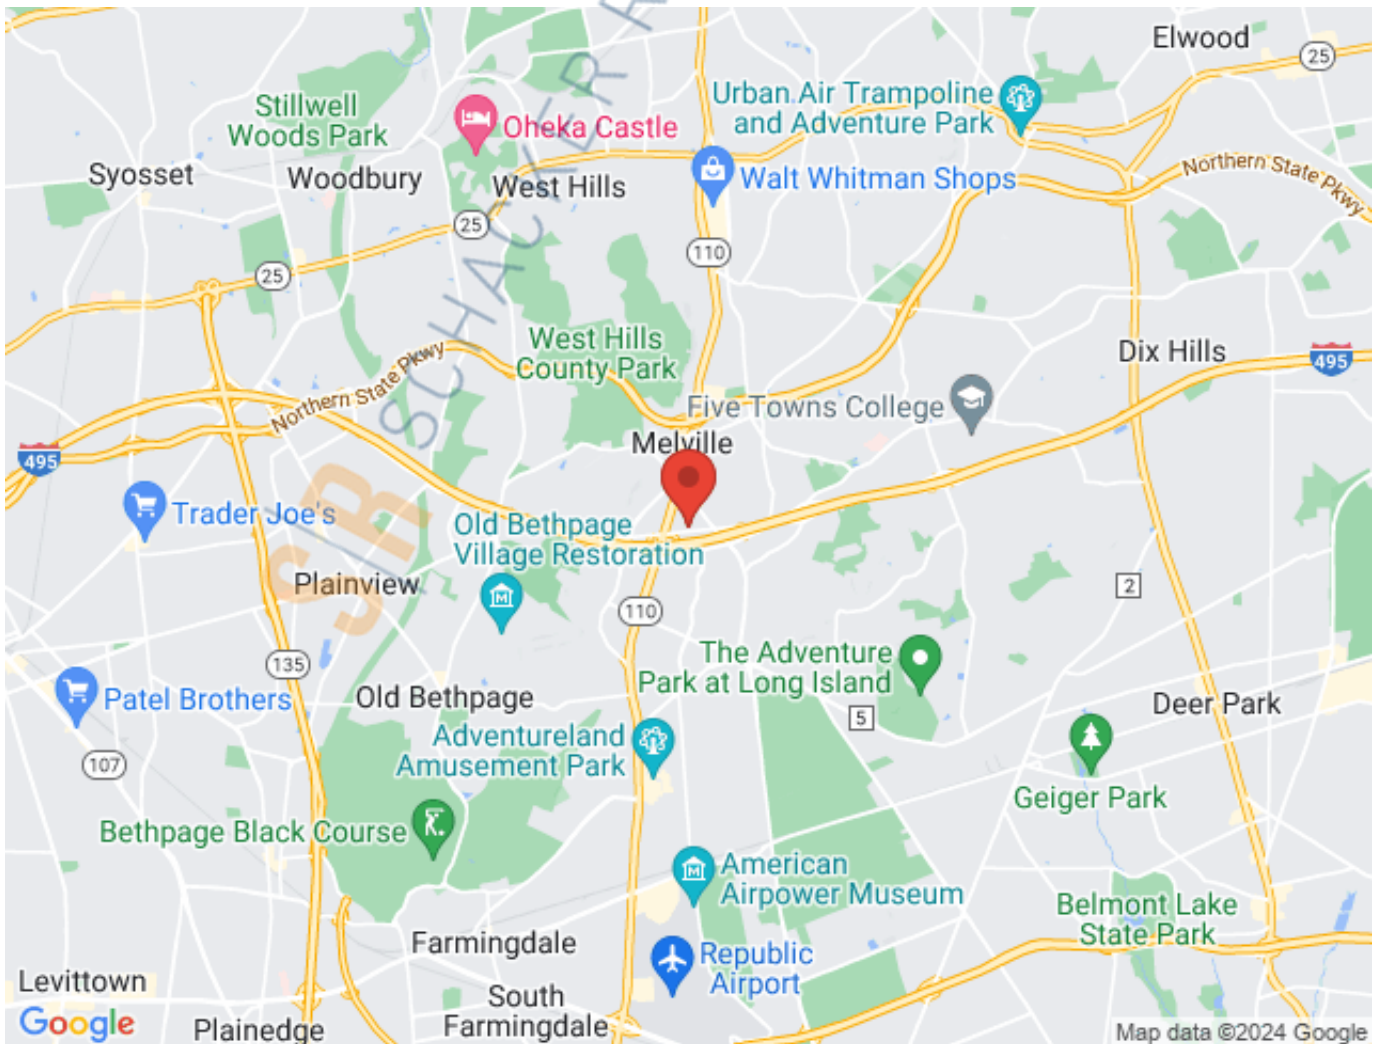 Elwood
25
Urban Air Trampoline
and Adventure Park
Stillwell
Woods Park
Oheka Castle
Northern State Pkwy
Syosset
Woodbury
West Hills
Walt Whitman Shops
25
110
25
SIR SCHACKER R
West Hills
County Park
Dix Hills
495
Northern State Pkwy
Five Towns College
Melville
495
Trader Joe's
Old Bethpage
Village Restoration
Plainview
2
110
135
The Adventure
Park at Long Island
Patel Brothers
Old Bethpage
5
Deer Park
Adventureland
Amusement Park
107
Geiger Park
Bethpage Black Course
American
Airpower Museum
Belmont Lake
State Park
Farmingdale
Republic
Airport
Levittown
South
Farmingdale
Google
Plainedge
Map data ©2024 Google